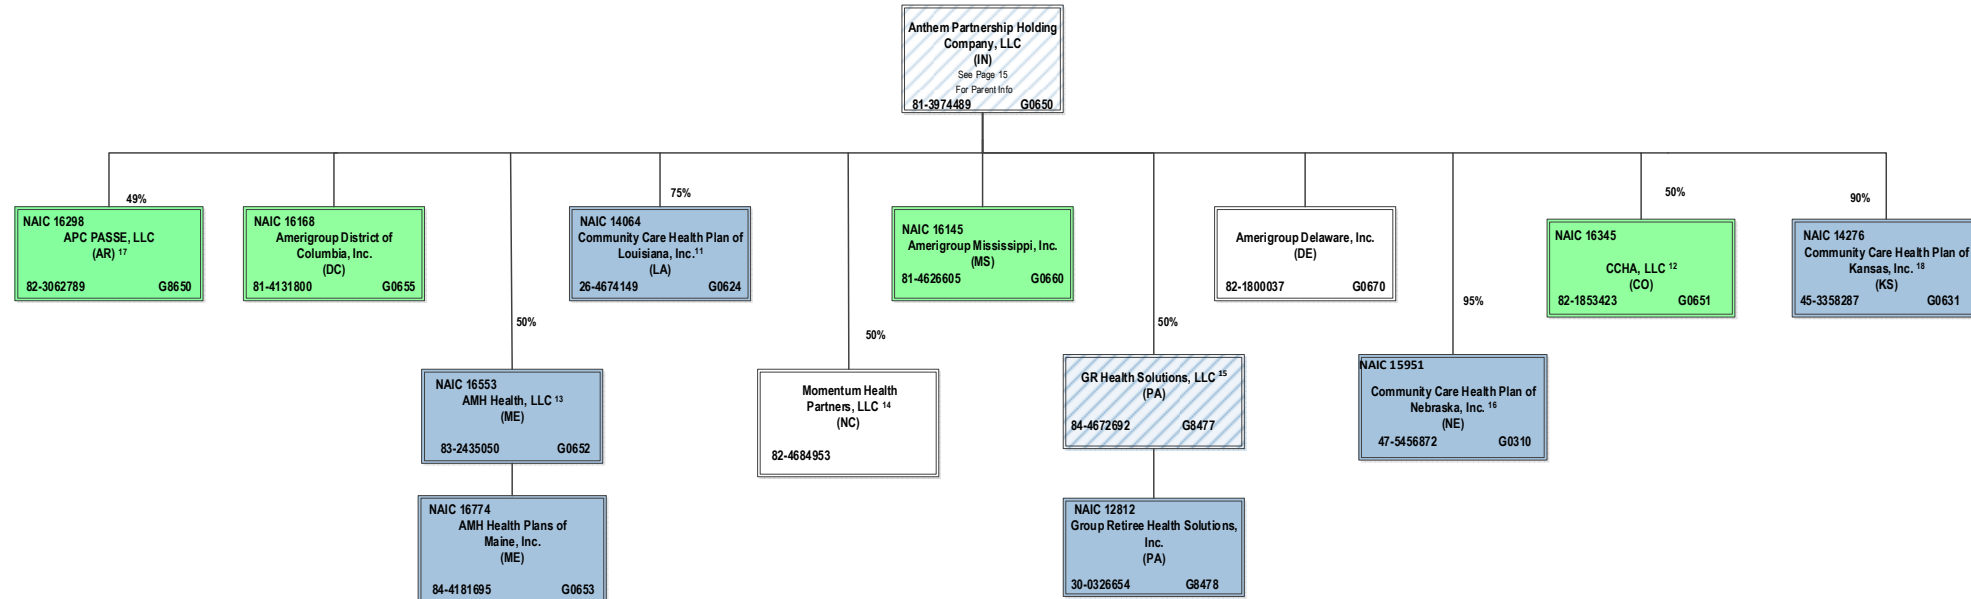 Anthem Partnership Holding
Company, LLC
(IN)
See Page 15
For Parent Info
81-3974489 G0650
49%
NAIC 16298
APC PASSE, LLC
(AR) 17
82-3062789 G8650
NAIC 16168
Amerigroup District of
Columbia, Inc.
(DC)
81-4131800 G0655
75%
NAIC 14064
Community Care Health Plan of
Louisiana, Inc.11
(LA)
26-4674149 G0624
NAIC 16145
Amerigroup Mississippi, Inc.
(MS)
81-4626605 G0660
Amerigroup Delaware, Inc.
(DE)
82-1800037 G0670
50%
NAIC 16345
CCHA, LLC 12
(CO)
82-1853423 G0651
90%
NAIC 14276
Community Care Health Plan of
Kansas, Inc. 18
(KS)
45-3358287 G0631
50%
NAIC 16553
AMH Health, LLC 13
(ME)
83-2435050 G0652
50%
Momentum Health
Partners, LLC 14
(NC)
82-4684953
50%
GR Health Solutions, LLC 15
(PA)
84-4672692 G8477
95%
NAIC 15951
Community Care Health Plan of
Nebraska, Inc. 16
(NE)
47-5456872 G0310
NAIC 16774
AMH Health Plans of
Maine, Inc.
(ME)
84-4181695 G0653
NAIC 12812
Group Retiree Health Solutions,
Inc.
(PA)
30-0326654 G8478